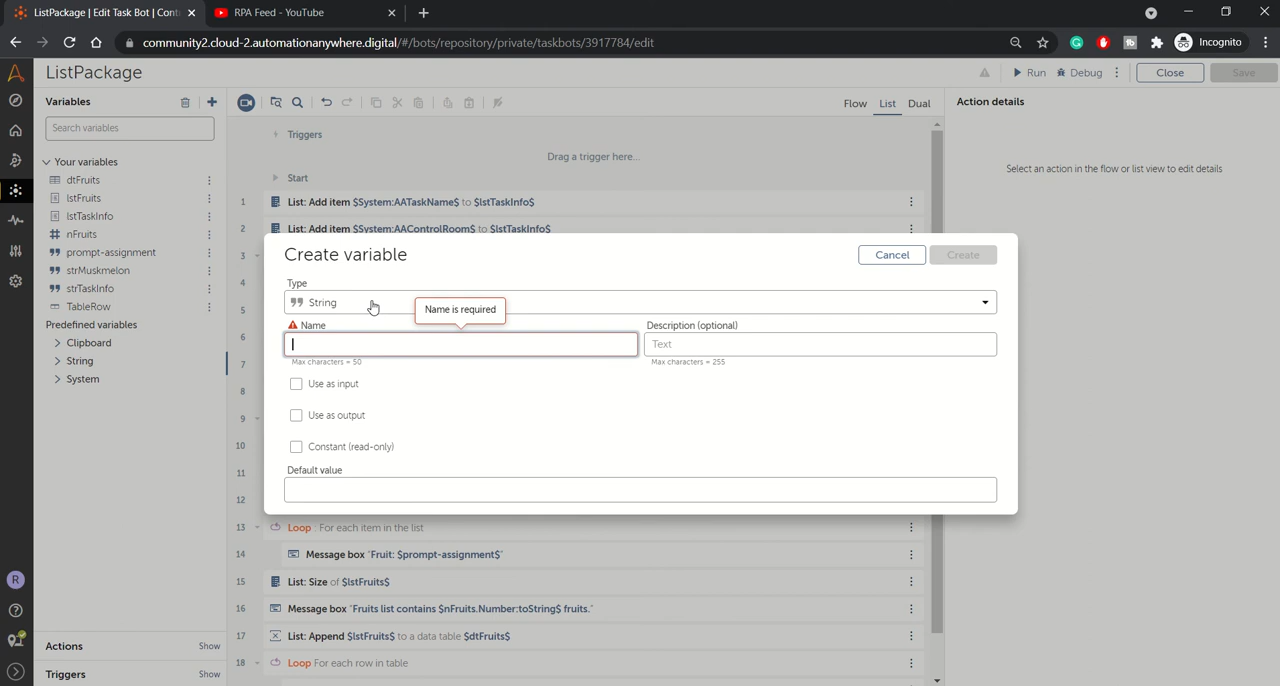 ListPackage | Edit Task Bot | Cont
RPA Feed - YouTube
community2.cloud-2.automationanywhere.digital/#/bots/repository/private/taskbots/3917784/edit
Incognito
ListPackage
Run
Debug
Close
Save
Variables
Search variables
Your variables
dtFruits
lstFruits
lstTaskInfo
nFruits
prompt-assignment
strMuskmelon
strTaskInfo
TableRow
Predefined variables
Clipboard
String
System
Actions Show
Triggers Show
R
Flow List Dual
Triggers
Drag a trigger here...
Start
1 List: Add item $System:AATaskName$ to $lstTaskInfo$
2 List: Add item $System:AAControlRoom$ to $lstTaskInfo$
3
4
5
6
7
8
9
10
11
12
13 Loop For each item in the list
14 Message box "Fruit: $prompt-assignment$"
15 List: Size of $lstFruits$
16 Message box "Fruits list contains $nFruits.Number:toString$ fruits."
17 List: Append $lstFruits$ to a data table $dtFruits$
18 Loop For each row in table
Create variable
Cancel
Create
Type
String
Name is required
Name
Max characters = 50
Description (optional)
Text
Max characters = 255
Use as input
Use as output
Constant (read-only)
Default value
Action details
Select an action in the flow or list view to edit details